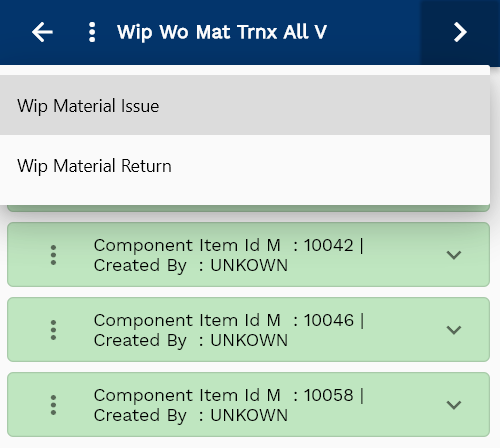 Wip Wo Mat Trnx All V
Wip Material Issue
Wip Material Return
Component Item Id M : 10042 |
Created By : UNKOWN
Component Item Id M : 10046 |
Created By : UNKOWN
Component Item Id M : 10058 |
Created By : UNKOWN